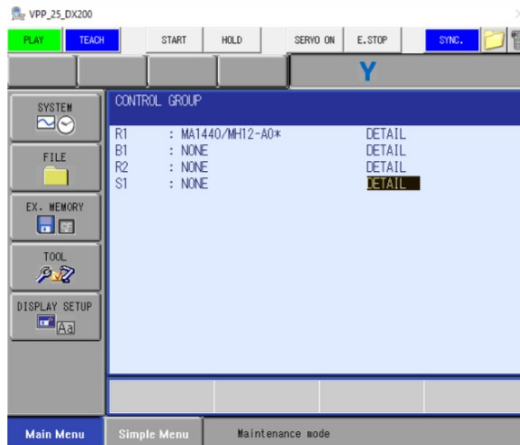 VPP_25_DX200
PLAY TEACH START HOLD SERVO ON E.STOP SYNC.
Y
SYSTEM
FILE
EX. MEMORY
TOOL
DISPLAY SETUP
Aa
CONTROL GROUP
R1 : MA1440/MH12-A0* DETAIL
B1 : NONE DETAIL
R2 : NONE DETAIL
S1 : NONE DETAIL
Main Menu Simple Menu Maintenance mode